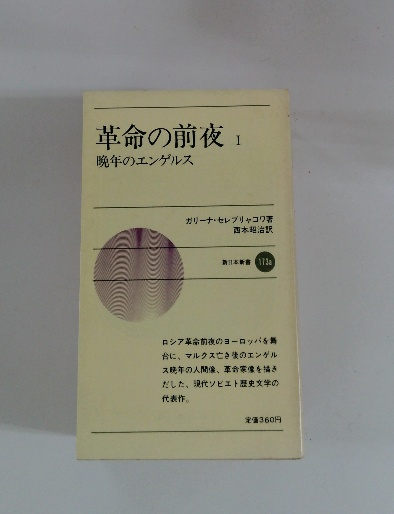 革命の前夜 I
晩年のエンゲルス
ガリーナ・セレブリャコワ著
西本昭治訳
新日本新書 173a
ロシア革命前夜のヨーロッパを舞
台に、マルクス亡き後のエンゲル
ス晩年の人間像、革命家像を描き
だした、現代ソビエト歴史文学の
代表作。
定価360円